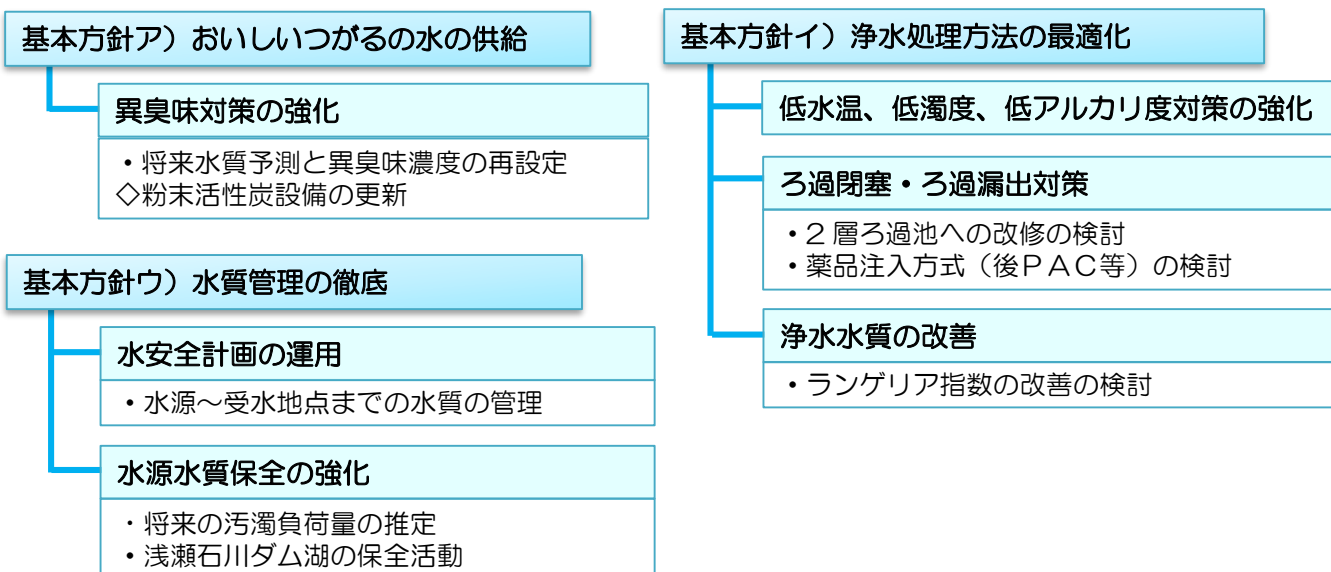 基本方針ア）おいしいつがるの水の供給
異臭味対策の強化
・将来水質予測と異臭味濃度の再設定
◇粉末活性炭設備の更新
基本方針イ）浄水処理方法の最適化
低水温、低濁度、低アルカリ度対策の強化
ろ過閉塞・ろ過漏出対策
・２層ろ過池への改修の検討
・薬品注入方式（後ＰＡＣ等）の検討
浄水水質の改善
・ランゲリア指数の改善の検討
基本方針ウ）水質管理の徹底
水安全計画の運用
・水源～受水地点までの水質の管理
水源水質保全の強化
・将来の汚濁負荷量の推定
・浅瀬石川ダム湖の保全活動